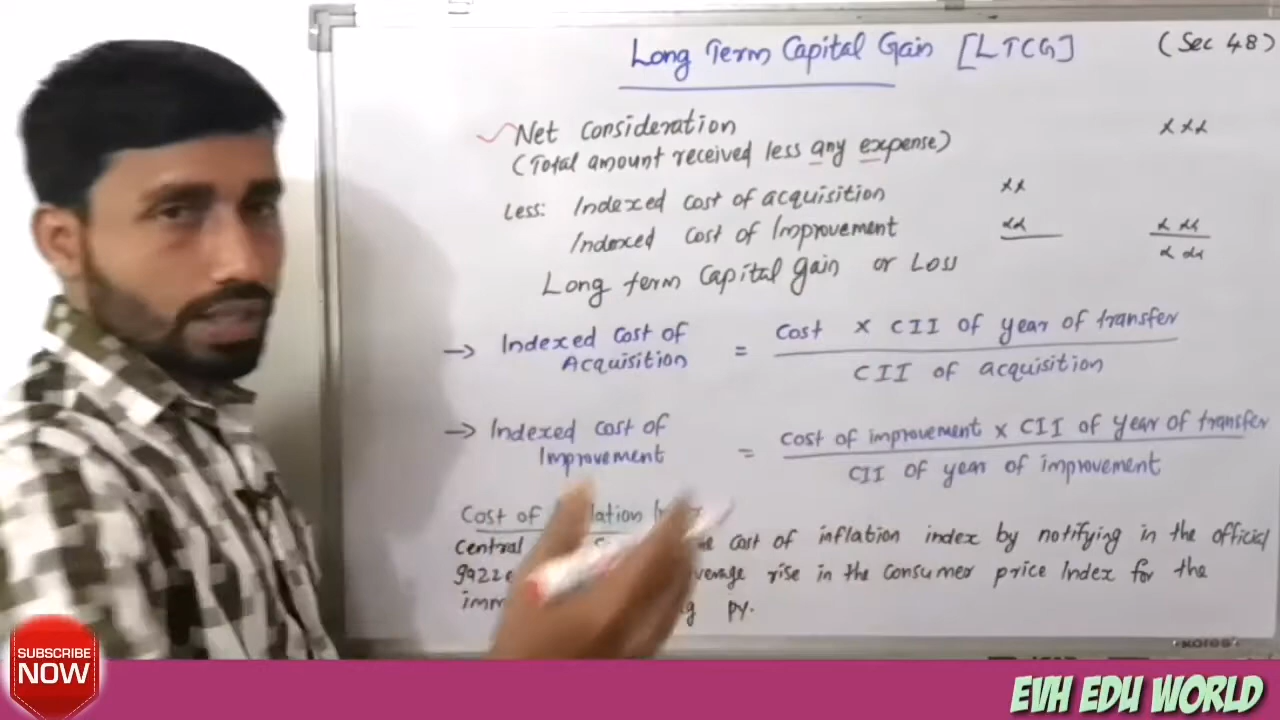 Long Term Capital Gain [LTCG] (Sec 48)
Net Consideration xxx
(Total amount received less any expense)
Less: Indexed cost of acquisition xx
Indexed cost of Improvement xx xxx
Long term Capital gain or Loss xxx
→ Indexed Cost of Acquisition = Cost x CII of year of transfer
CII of acquisition
→ Indexed cost of Improvement = Cost of improvement x CII of year of transfer
CII of year of improvement
Cost of
Central cost of inflation index by notifying in the official
rise in the consumer price Index for the
py.
kores
SUBSCRIBE
NOW
EVH EDU WORLD